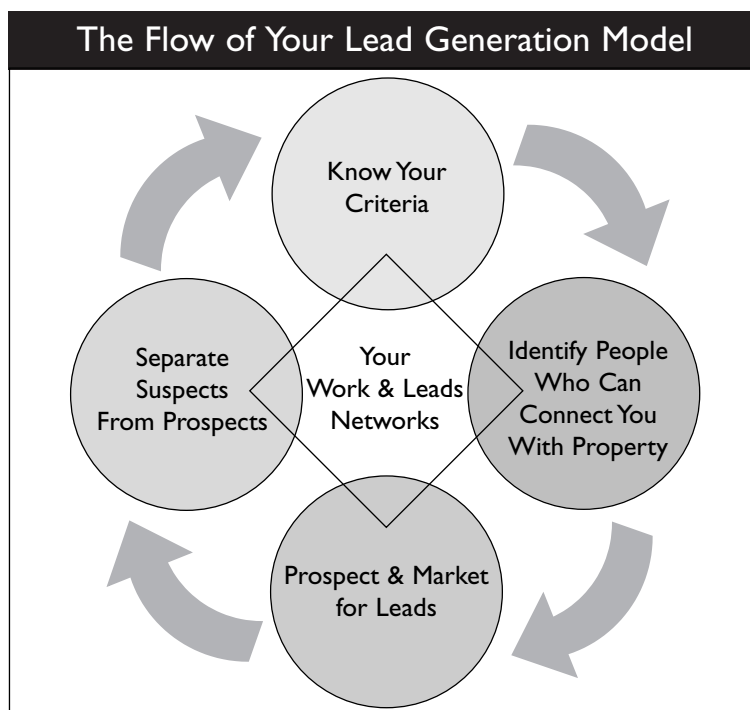 The Flow of Your Lead Generation Model
Know Your
Criteria
Identify People
Who Can
Connect You
With Property
Prospect & Market
for Leads
Separate
Suspects
From Prospects
Your
Work & Leads
Networks